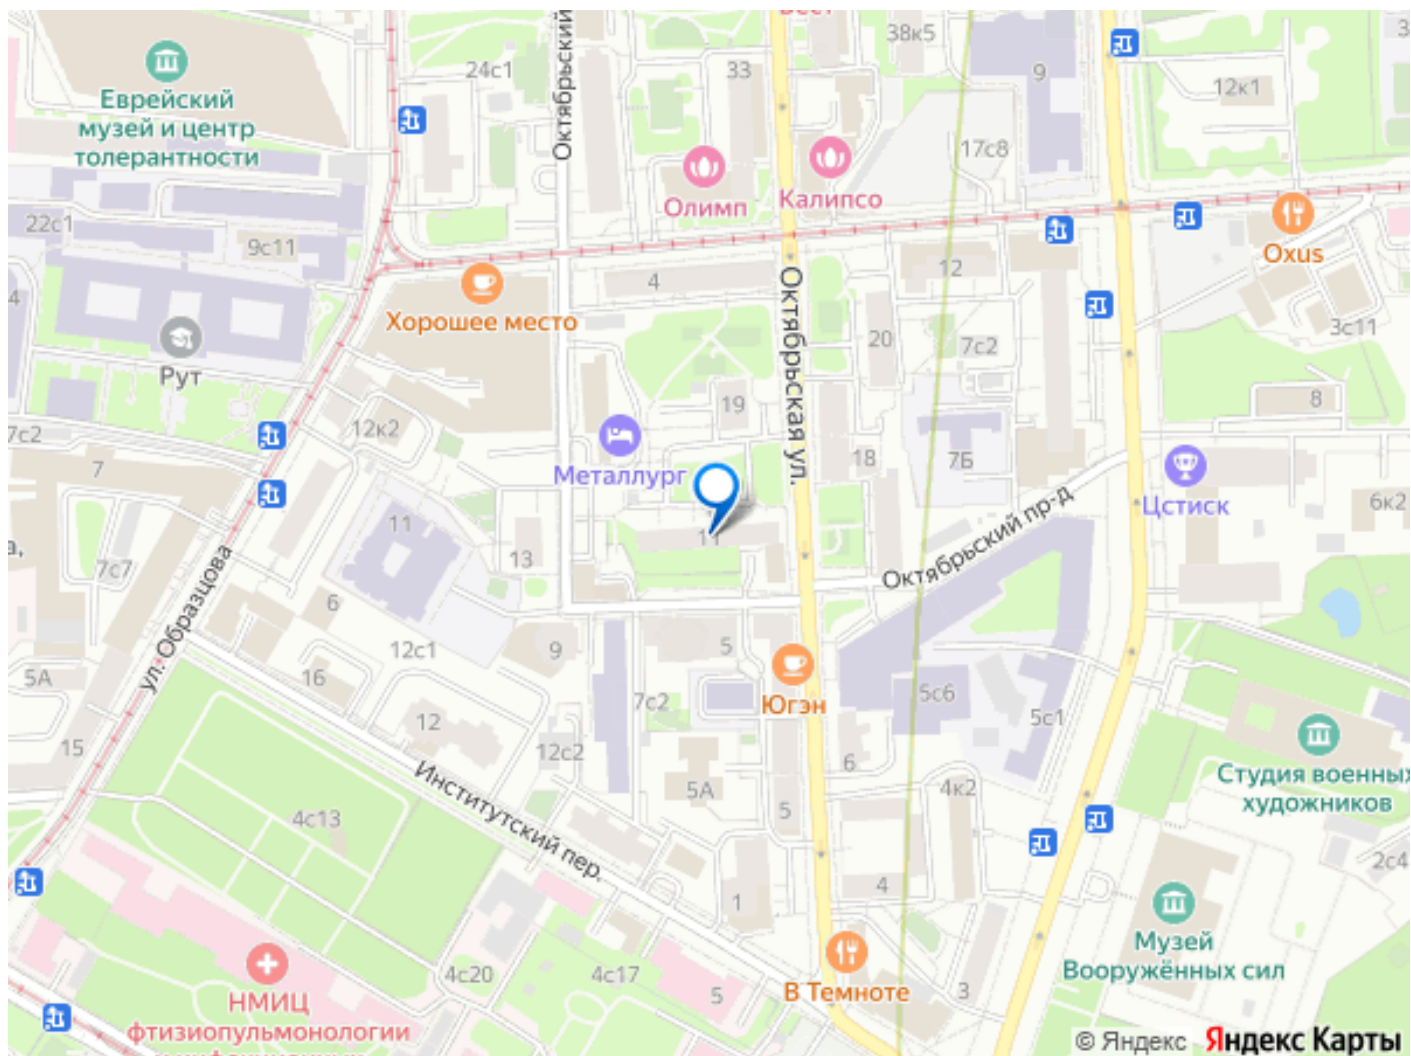 Октябрьский
38к5
24с1
33
9
12к1
Еврейский
музей и центр
толерантности
17с8
Олимп
Калипсо
22с1
9с11
Oxus
12
4
4
Хорошее место
Октябрьская ул.
3с11
20
7с2
Рут
8
19
7с2
12к2
18
7Б
7
Металлург
Цстиск
6к2
11
13
Октябрьский пр-д
7с7
ул. Образцова
6
12с1
9
5
5А
16
7с2
Югэн
5с6
5с1
12
15
12с2
6
Студия военных
художников
Институтский пер.
5А
4к2
5
4с13
2с4
4
1
Музей
Вооружённых сил
4с20
4с17
5
В Темноте
3
НМИЦ
фтизиопульмонологии
© Яндекс Яндекс Карты